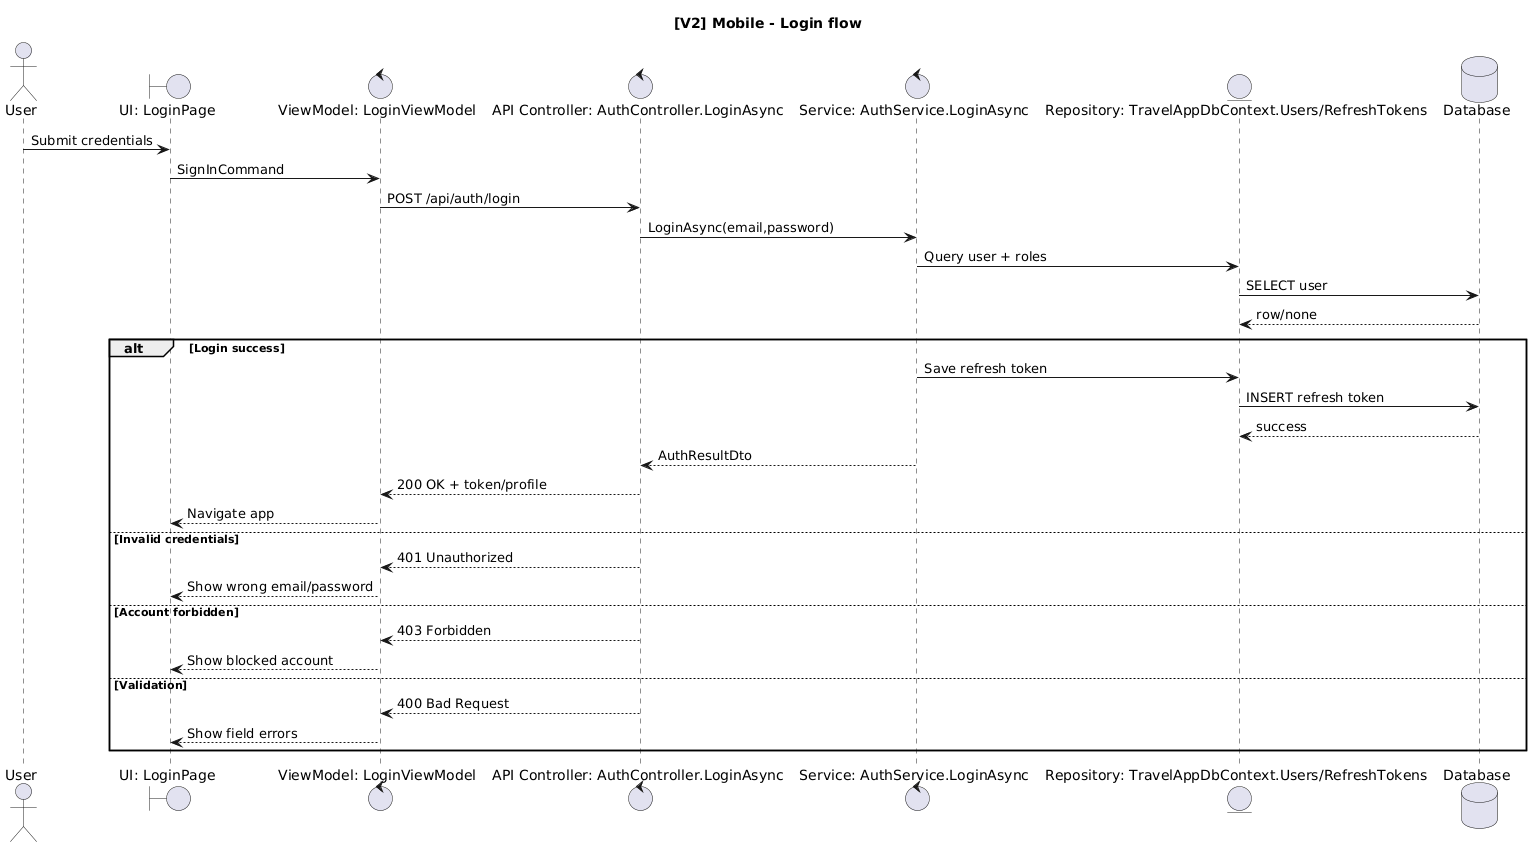 [V2] Mobile - Login flow
User
UI: LoginPage
ViewModel: LoginViewModel
API Controller: AuthController.LoginAsync
Service: AuthService.LoginAsync
Repository: TravelAppDbContext.Users/RefreshTokens
Database
Submit credentials
SignInCommand
POST /api/auth/login
LoginAsync(email,password)
Query user + roles
SELECT user
row/none
alt [Login success]
Save refresh token
INSERT refresh token
success
AuthResultDto
200 OK + token/profile
Navigate app
[Invalid credentials]
401 Unauthorized
Show wrong email/password
[Account forbidden]
403 Forbidden
Show blocked account
[Validation]
400 Bad Request
Show field errors
User
UI: LoginPage
ViewModel: LoginViewModel
API Controller: AuthController.LoginAsync
Service: AuthService.LoginAsync
Repository: TravelAppDbContext.Users/RefreshTokens
Database